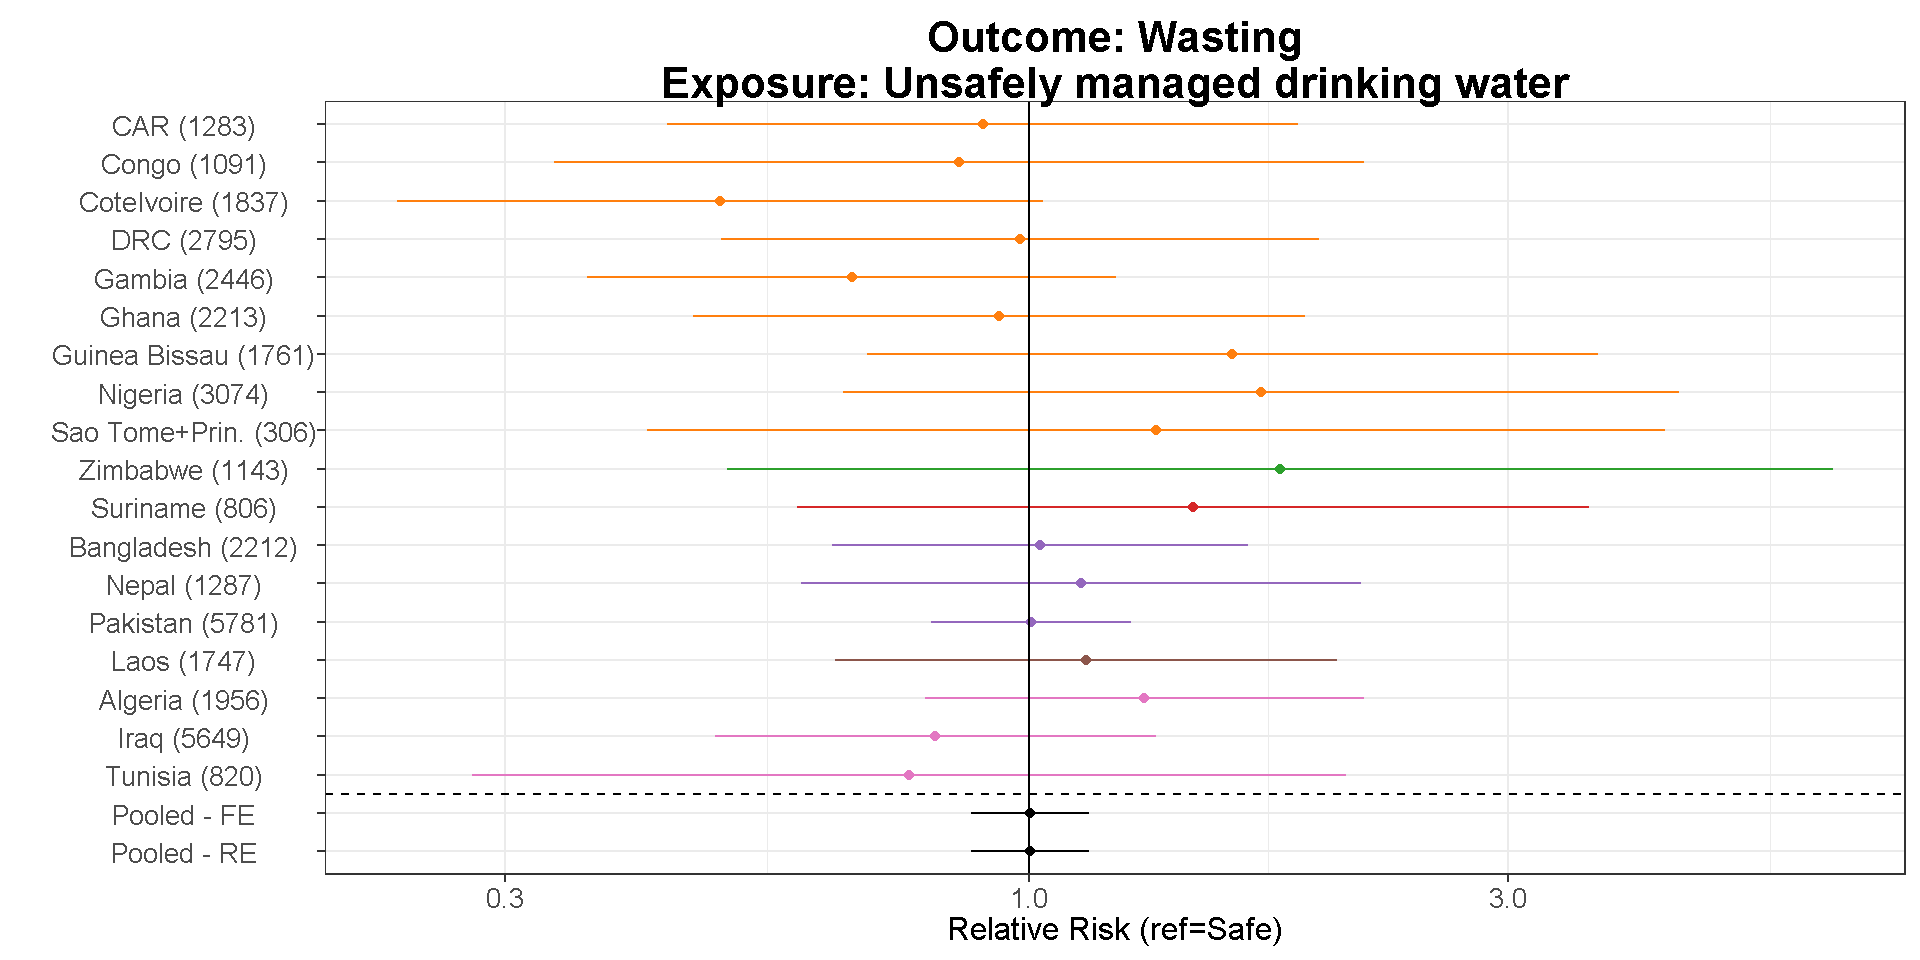 Outcome: Wasting
Exposure: Unsafely managed drinking water
CAR (1283)
Congo (1091)
CoteIvoire (1837)
DRC (2795)
Gambia (2446)
Ghana (2213)
Guinea Bissau (1761)
Nigeria (3074)
Sao Tome+Prin. (306)
Zimbabwe (1143)
Suriname (806)
Bangladesh (2212)
Nepal (1287)
Pakistan (5781)
Laos (1747)
Algeria (1956)
Iraq (5649)
Tunisia (820)
Pooled - FE
Pooled - RE
0.3 1.0 3.0
Relative Risk (ref=Safe)